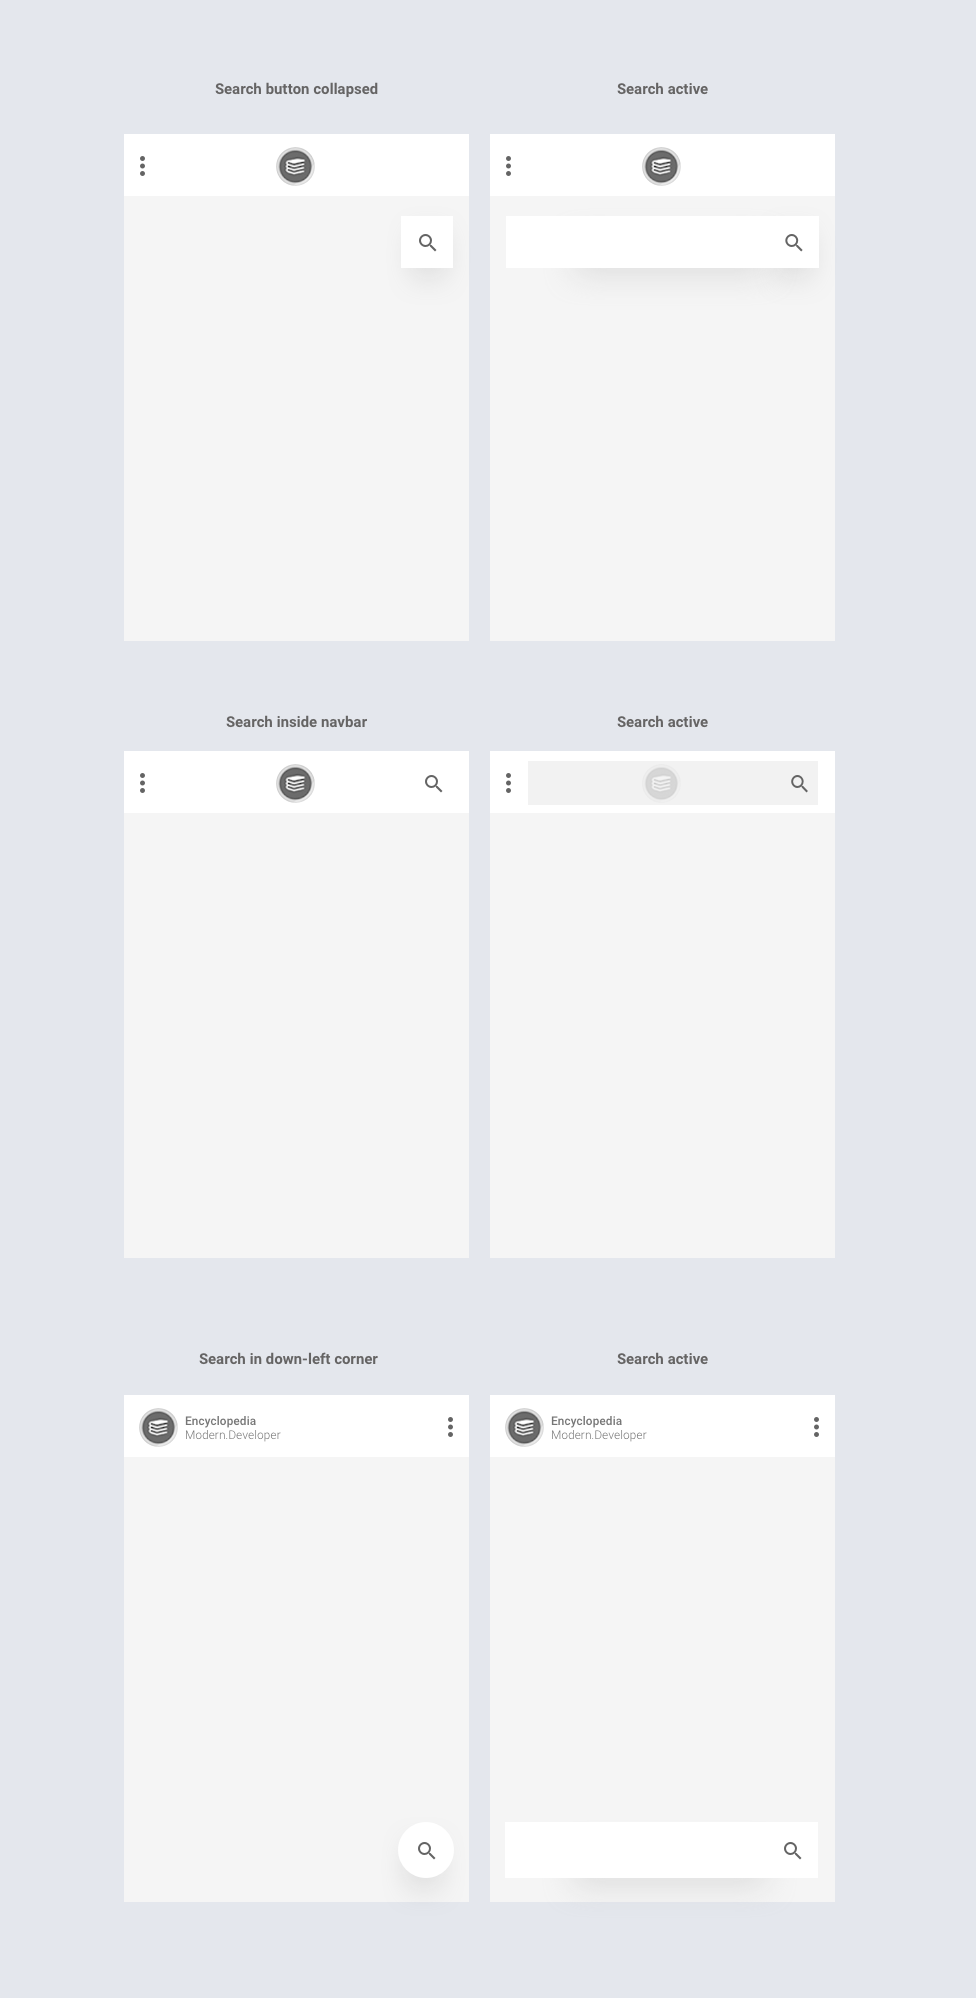 Search button collapsed
Search active
Search inside navbar
Search active
Search in down-left corner
Search active
Encyclopedia
Modern.Developer
Encyclopedia
Modern.Developer